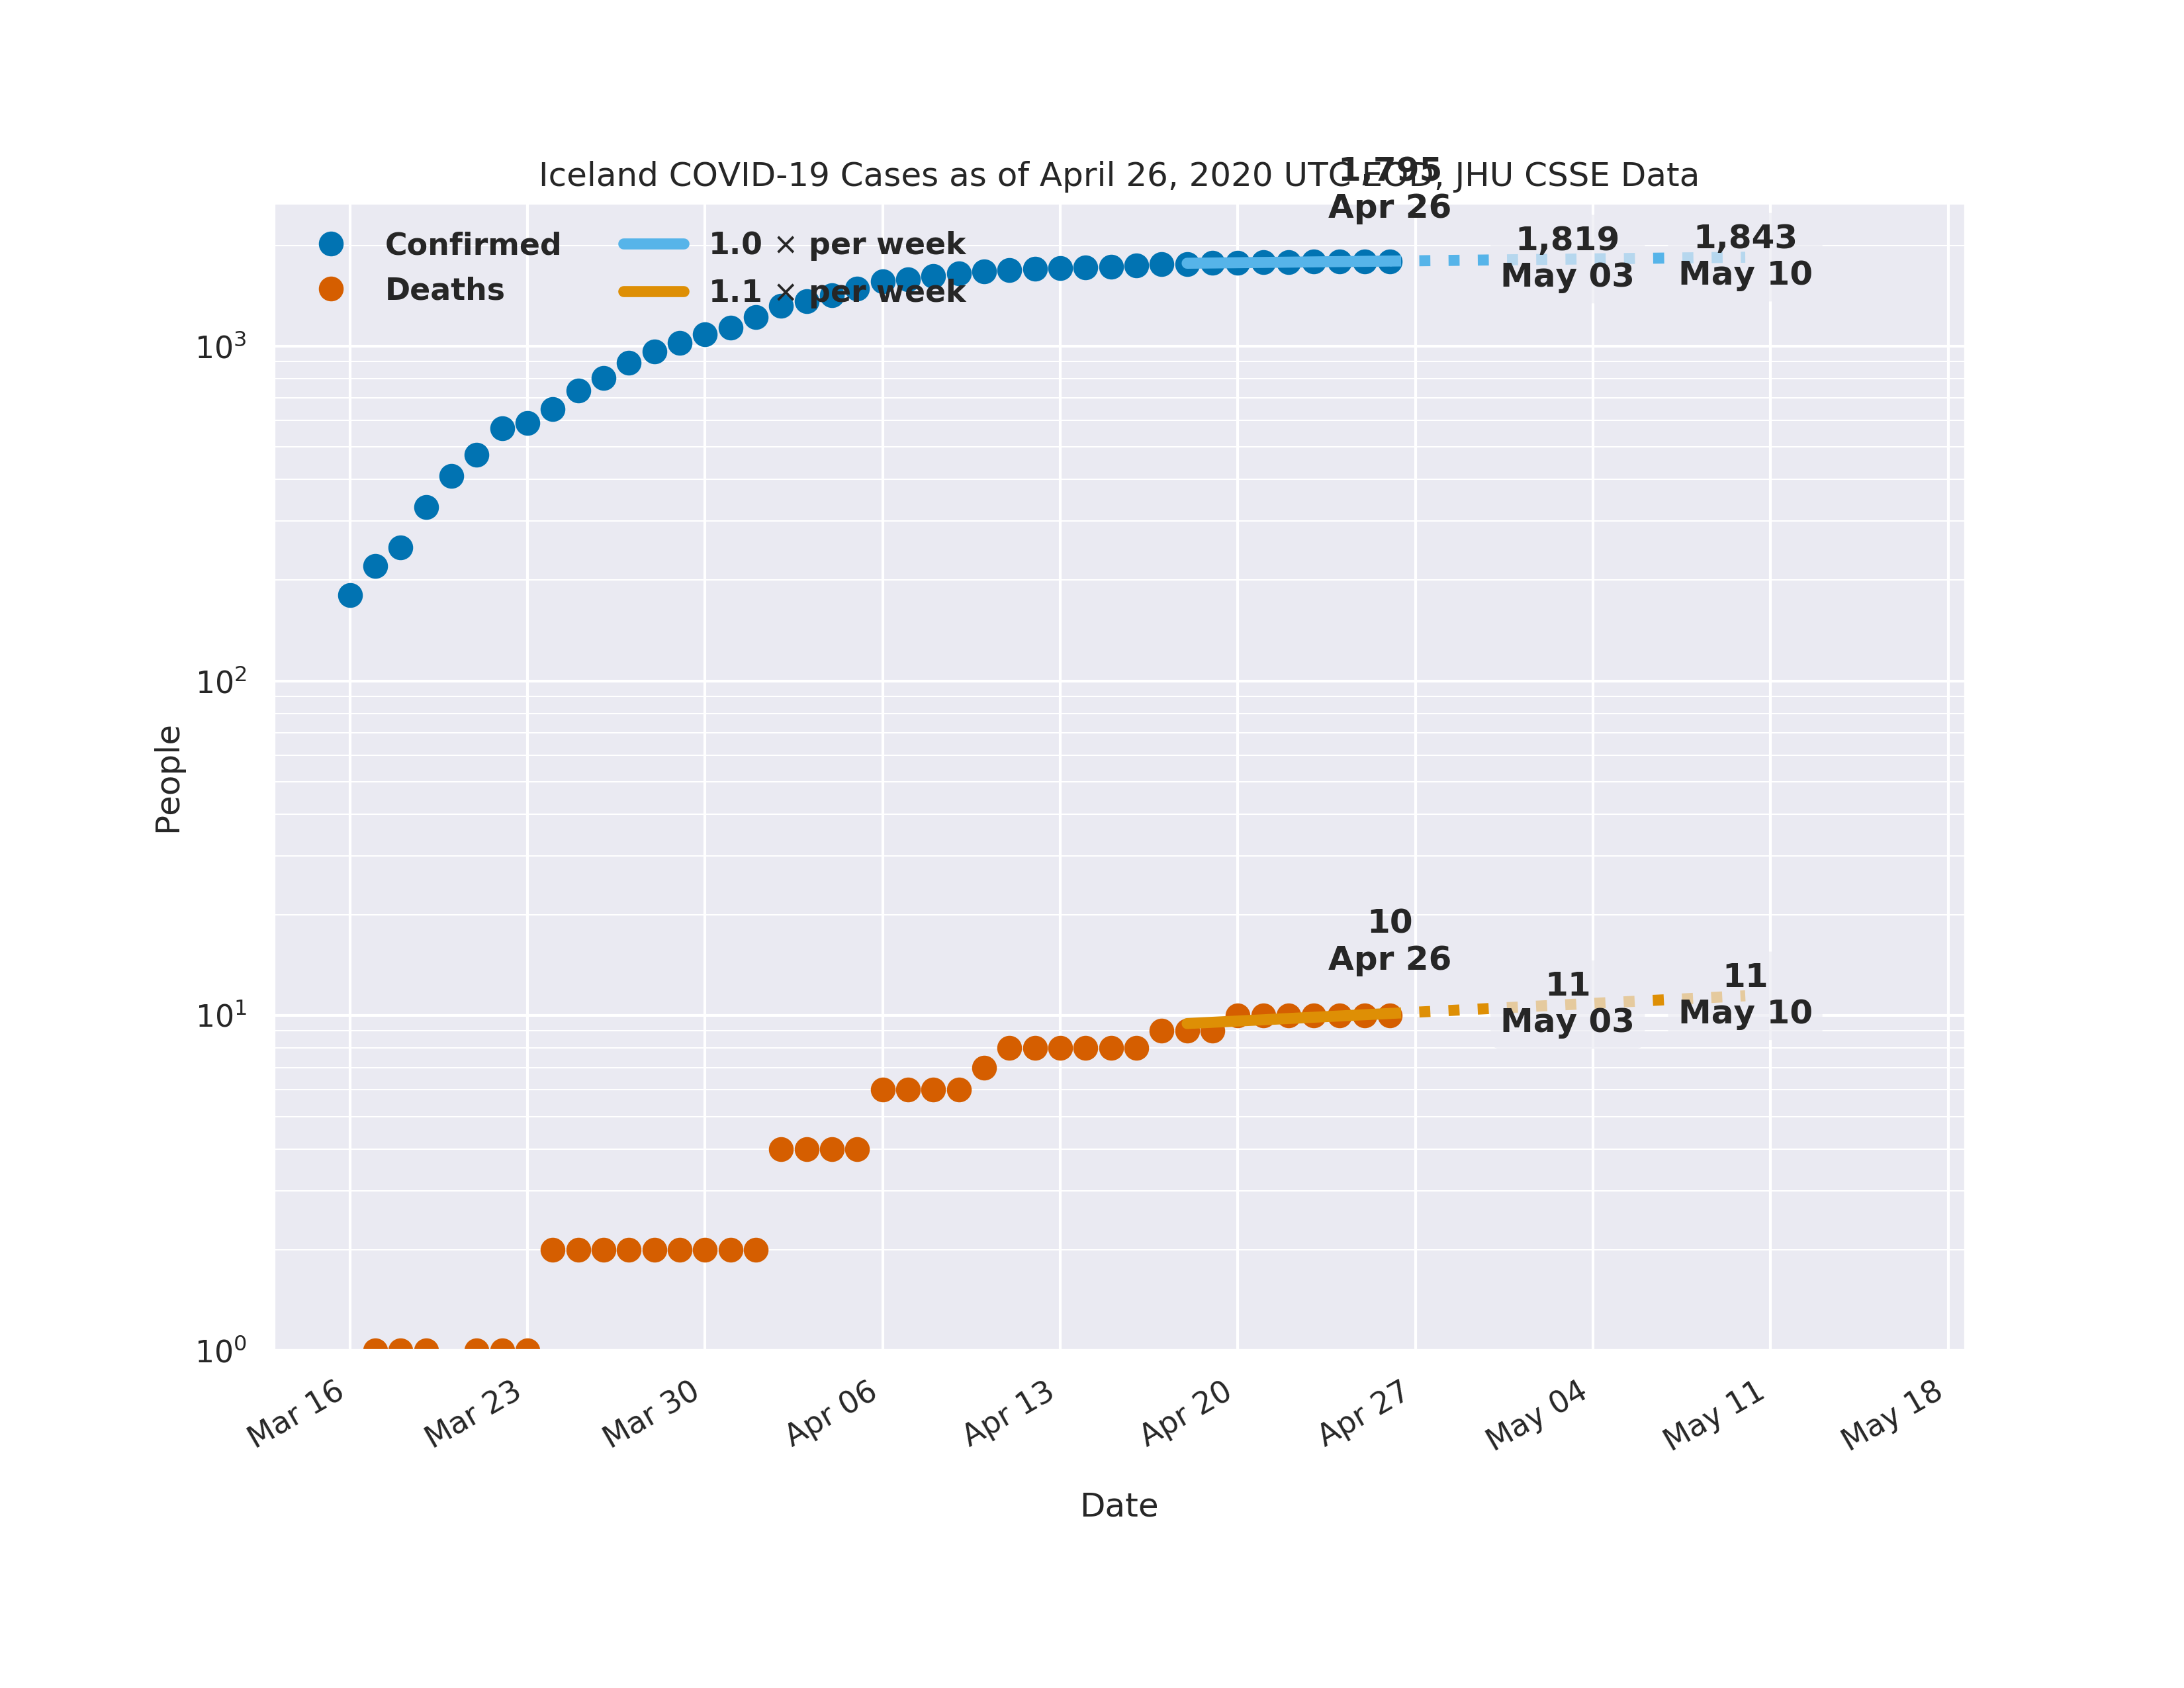 Iceland COVID-19 Cases as of April 26, 2020 UTC EOD, JHU CSSE Data
1,795
Apr 26
Confirmed
Deaths
1.0 × per week
1.1 × per week
1,819
May 03
1,843
May 10
10³
10²
10¹
10⁰
People
10
Apr 26
11
May 03
11
May 10
Mar 16
Mar 23
Mar 30
Apr 06
Apr 13
Apr 20
Apr 27
May 04
May 11
May 18
Date